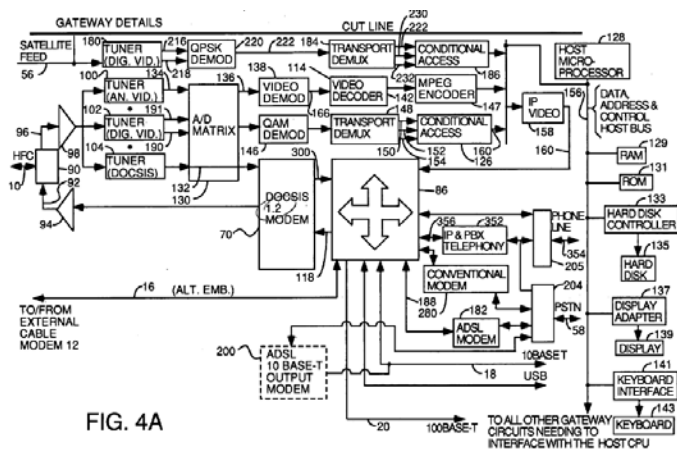 GATEWAY DETAILS
CUT LINE
SATELLITE
FEED
56
180
TUNER
(DIG. VID.)
216
218
QPSK
DEMOD
220
222
184
TRANSPORT
DEMUX
230
222
232
CONDITIONAL
ACCESS
186
128
HOST
MICRO-
PROCESSOR
100
TUNER
(AN. VID.)
134
136
138
VIDEO
DEMOD
114
VIDEO
DECODER
142
MPEG
ENCODER
147
156
DATA,
ADDRESS &
CONTROL
HOST BUS
102
TUNER
(DIG. VID.)
191
190
A/D
MATRIX
146
QAM
DEMOD
166
148
TRANSPORT
DEMUX
150
152
154
CONDITIONAL
ACCESS
160
126
IP
VIDEO
158
160
96
98
HFC
10
90
92
94
104
TUNER
(DOCSIS)
132
130
300
DOCSIS
1.2
MODEM
70
118
86
RAM
129
ROM
131
133
HARD DISK
CONTROLLER
135
HARD
DISK
356
352
IP & PBX
TELEPHONY
PHONE
LINE
354
205
CONVENTIONAL
MODEM
280
188
182
ADSL
MODEM
204
PSTN
58
137
DISPLAY
ADAPTER
139
DISPLAY
16
(ALT. EMB.)
TO/FROM
EXTERNAL
CABLE
MODEM 12
200
ADSL
10 BASE-T
OUTPUT
MODEM
10BASET
18
USB
141
KEYBOARD
INTERFACE
143
KEYBOARD
FIG. 4A
20
100BASE-T
TO ALL OTHER GATEWAY
CIRCUITS NEEDING TO
INTERFACE WITH THE HOST CPU